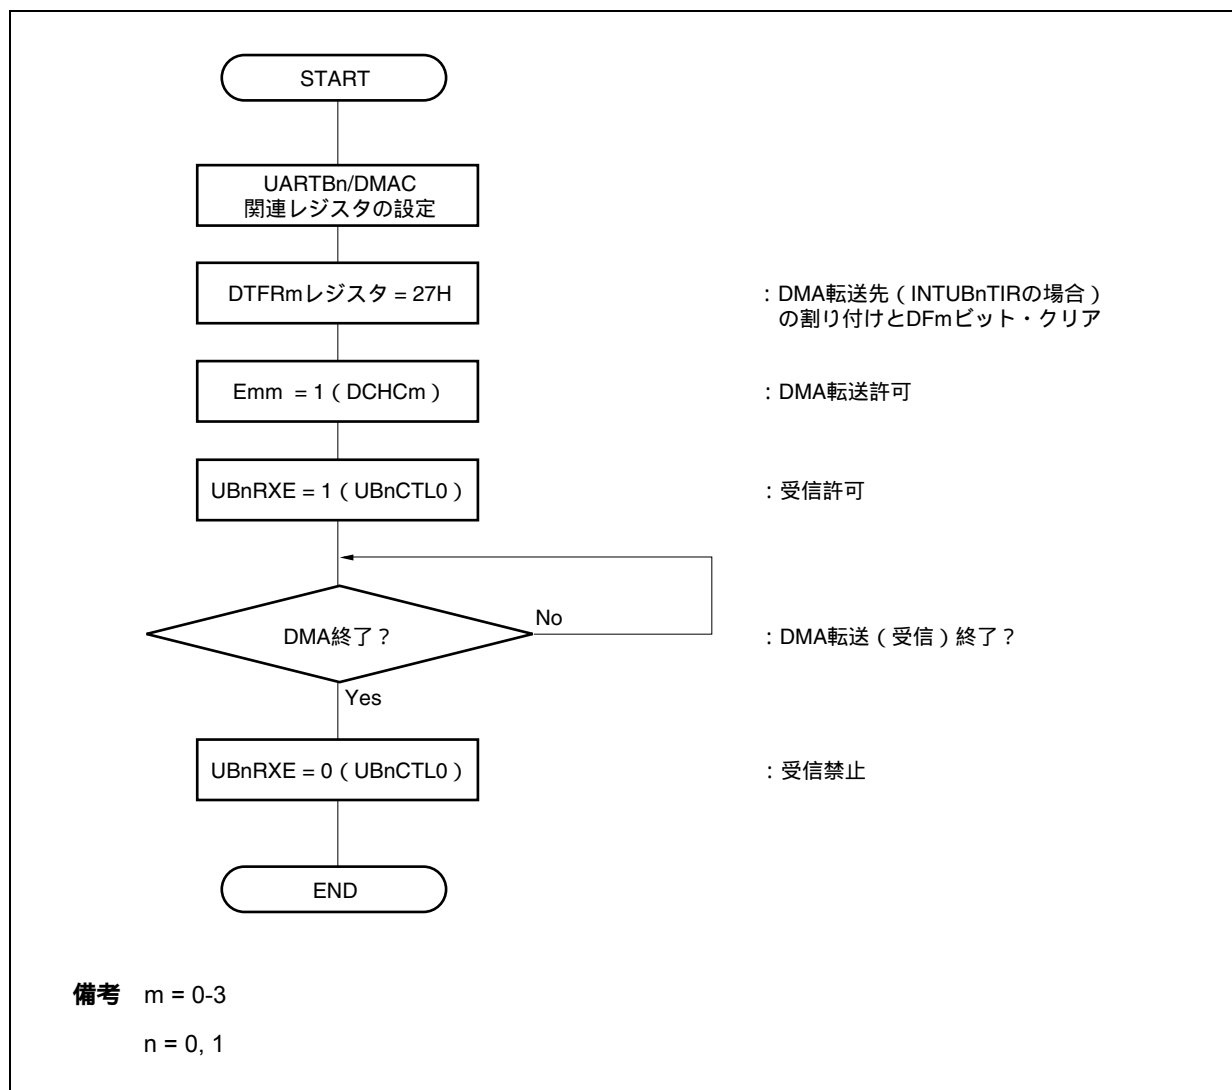 START
UARTBn/DMAC
関連レジスタの設定
DTFRmレジスタ = 27H
：DMA転送先（INTUBnTIRの場合）
の割り付けとDFmビット・クリア
Emm = 1（DCHCm）
：DMA転送許可
UBnRXE = 1（UBnCTL0）
：受信許可
DMA終了？
No
：DMA転送（受信）終了？
Yes
UBnRXE = 0（UBnCTL0）
：受信禁止
END
備考 m = 0-3
n = 0, 1